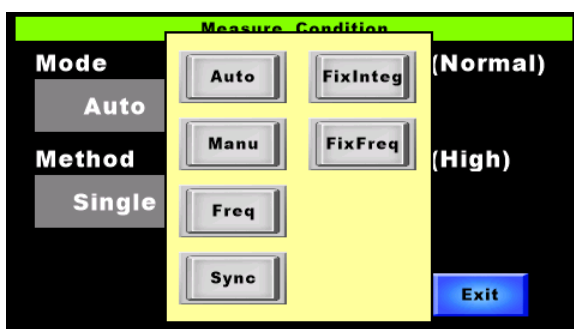 Measure Condition
Mode
Auto
Method
Single
Auto
Manu
Freq
Sync
FixInteg
FixFreq
(Normal)
(High)
Exit